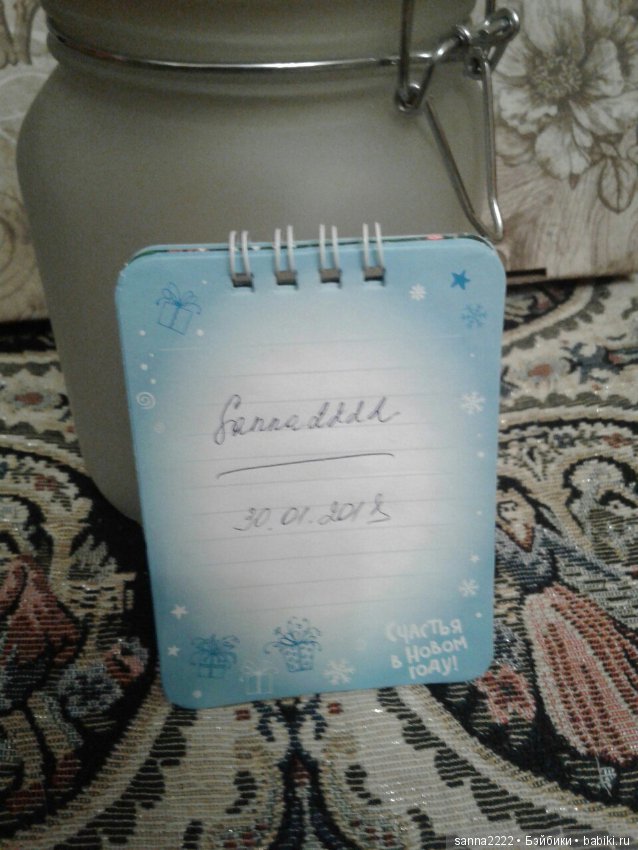 sanna2222
30.01.2018
Счастья
в Новом
году!
sanna2222 • Бэйбики • babiki.ru